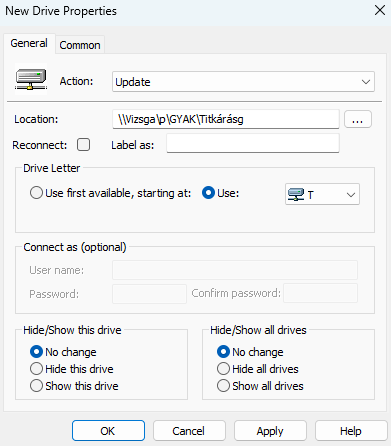 New Drive Properties
General Common
Action: Update
Location: \\Vizsga\p\GYAK\Titkárásg ...
Reconnect: Label as:
Drive Letter
Use first available, starting at: Use: T
Connect as (optional)
User name:
Password: Confirm password:
Hide/Show this drive Hide/Show all drives
No change No change
Hide this drive Hide all drives
Show this drive Show all drives
OK Cancel Apply Help